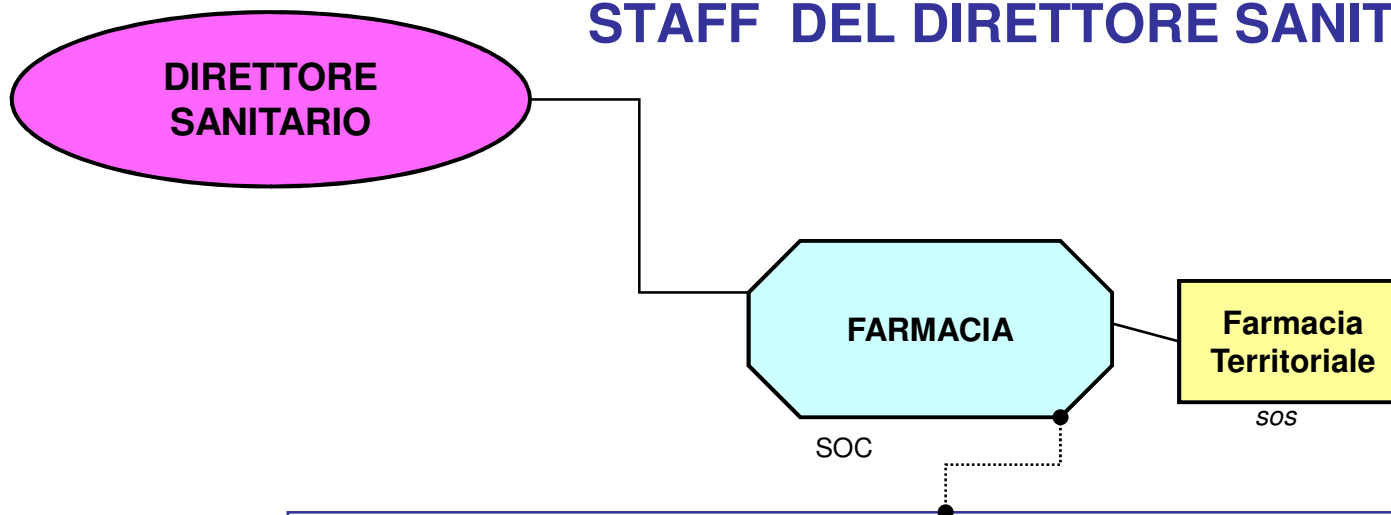 STAFF DEL DIRETTORE SANIT
DIRETTORE
SANITARIO
FARMACIA
Farmacia
Territoriale
sos
SOC